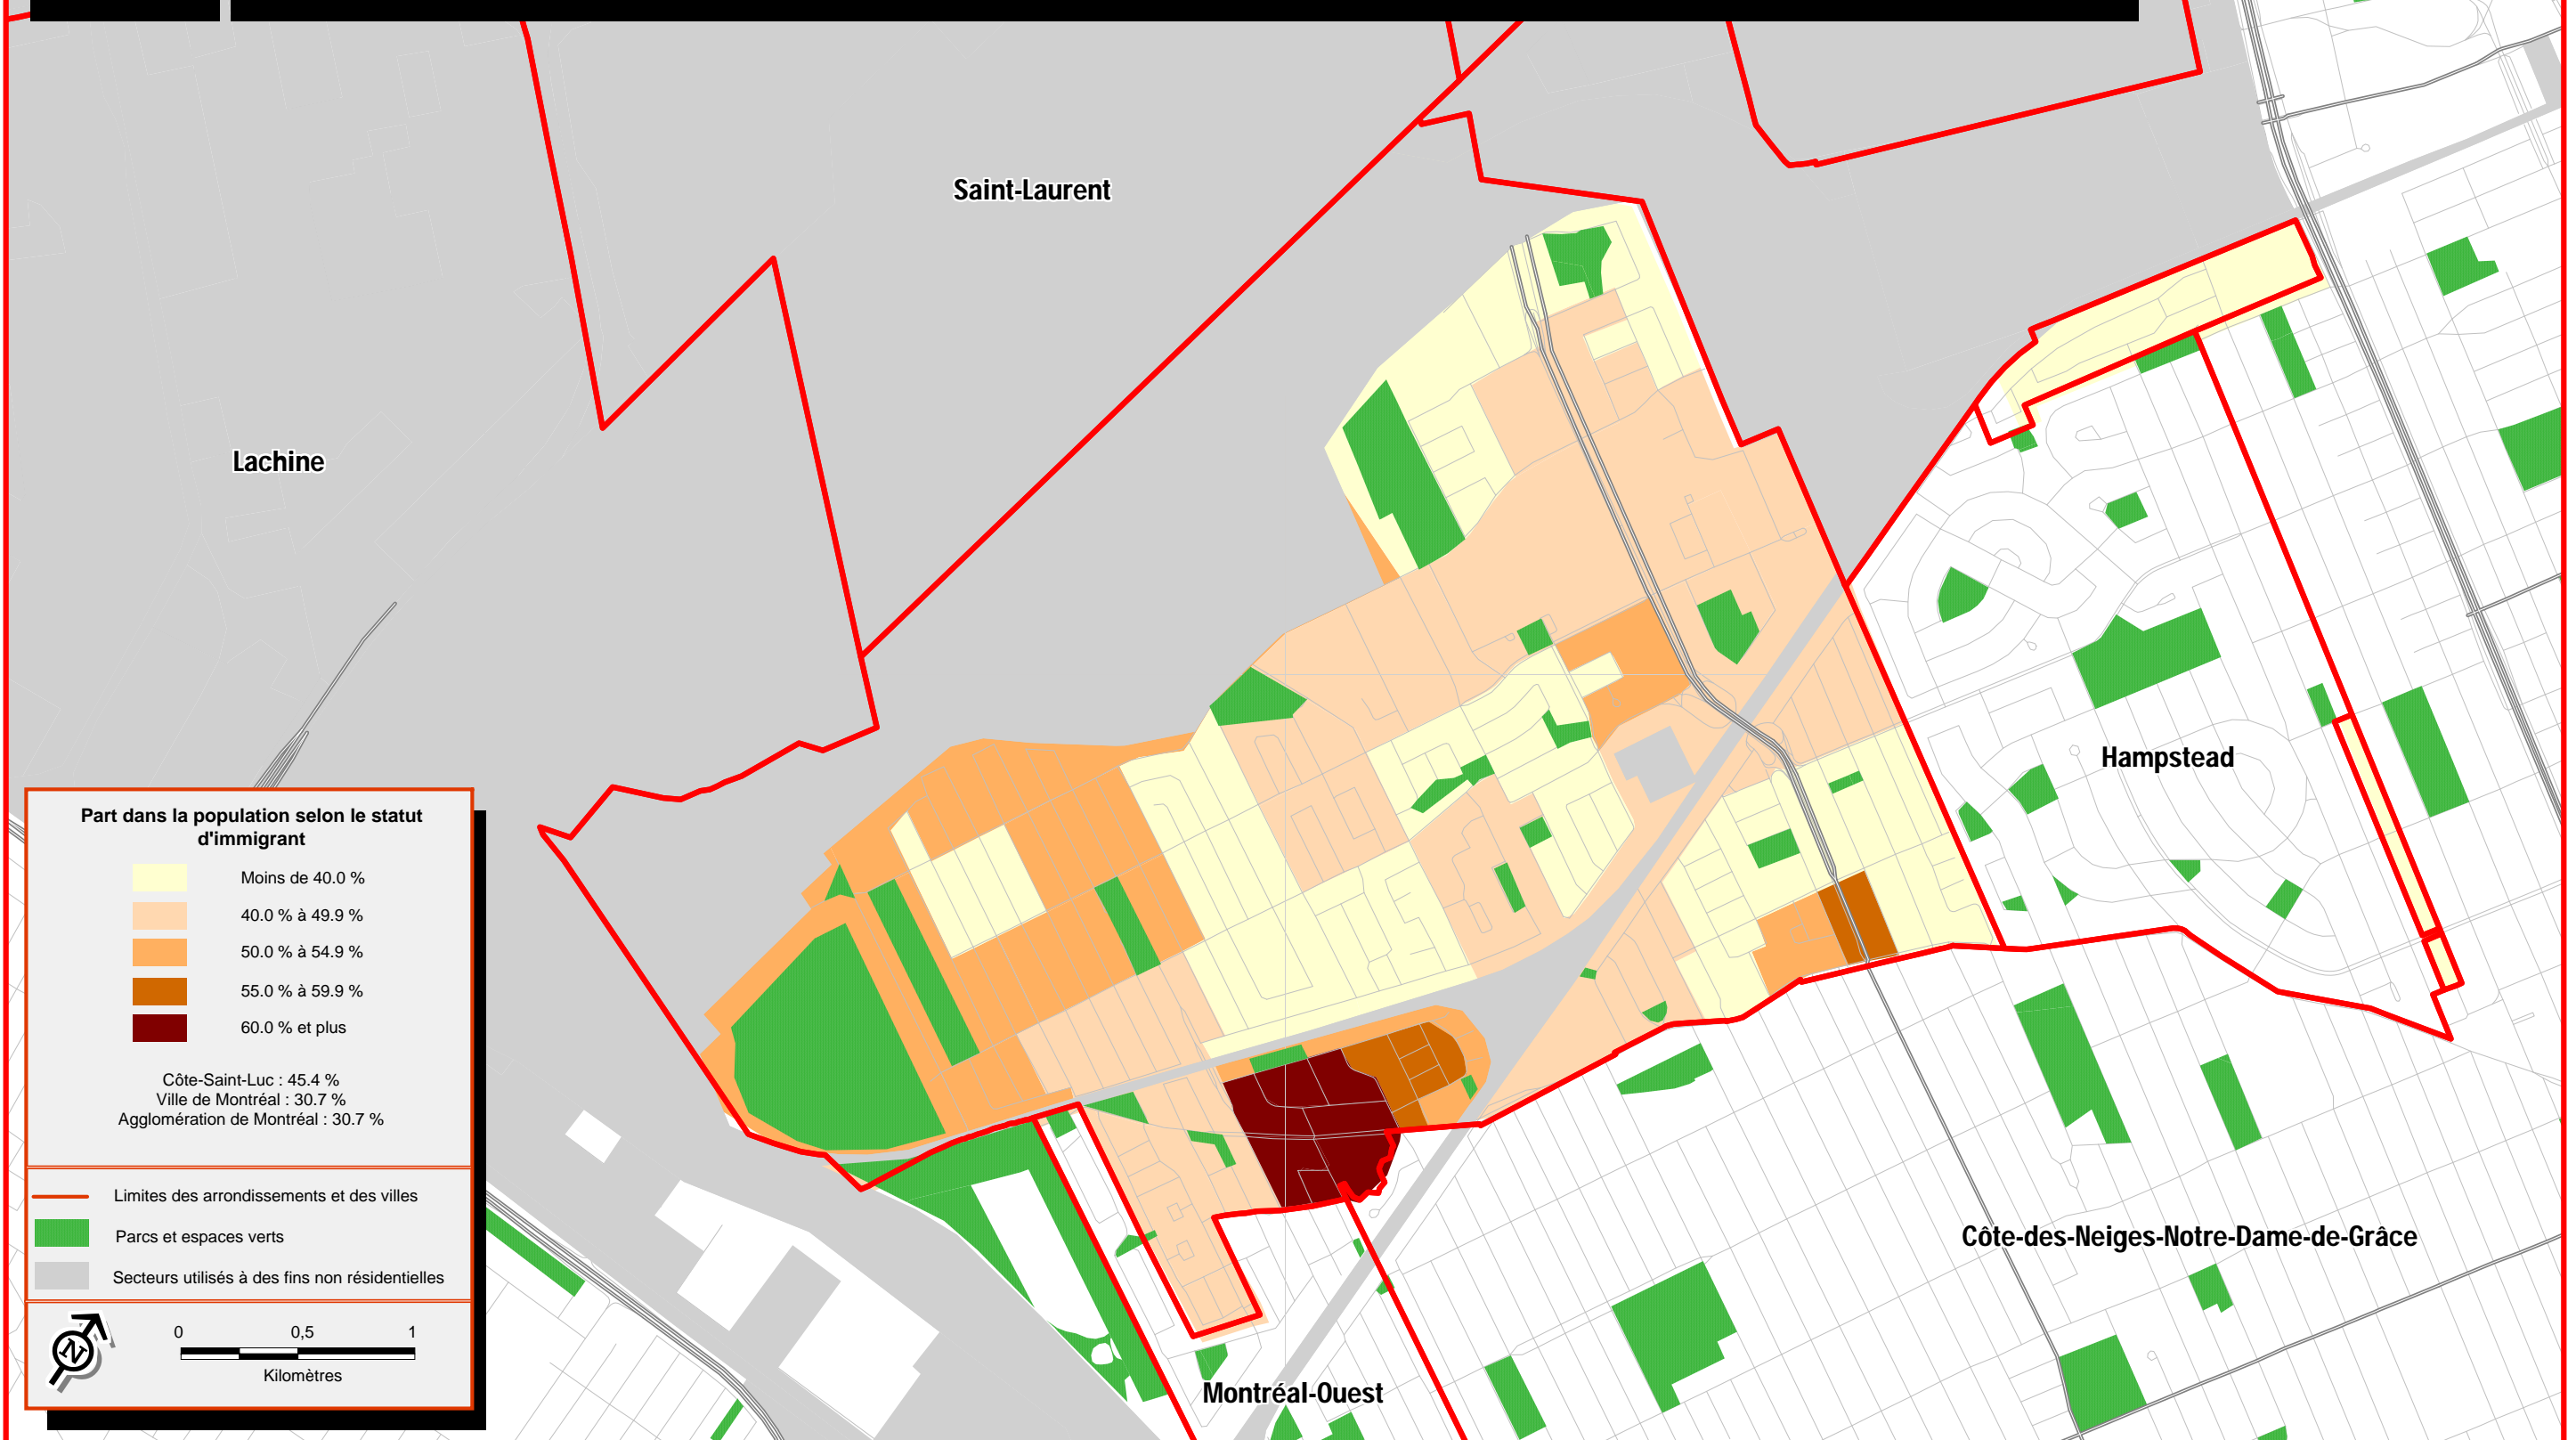 Saint-Laurent
Lachine
Hampstead
Côte-des-Neiges-Notre-Dame-de-Grâce
Montréal-Ouest
Part dans la population selon le statut
d'immigrant
Moins de 40.0 %
40.0 % à 49.9 %
50.0 % à 54.9 %
55.0 % à 59.9 %
60.0 % et plus
Côte-Saint-Luc : 45.4 %
Ville de Montréal : 30.7 %
Agglomération de Montréal : 30.7 %
Limites des arrondissements et des villes
Parcs et espaces verts
Secteurs utilisés à des fins non résidentielles
N
0 0,5 1
Kilomètres